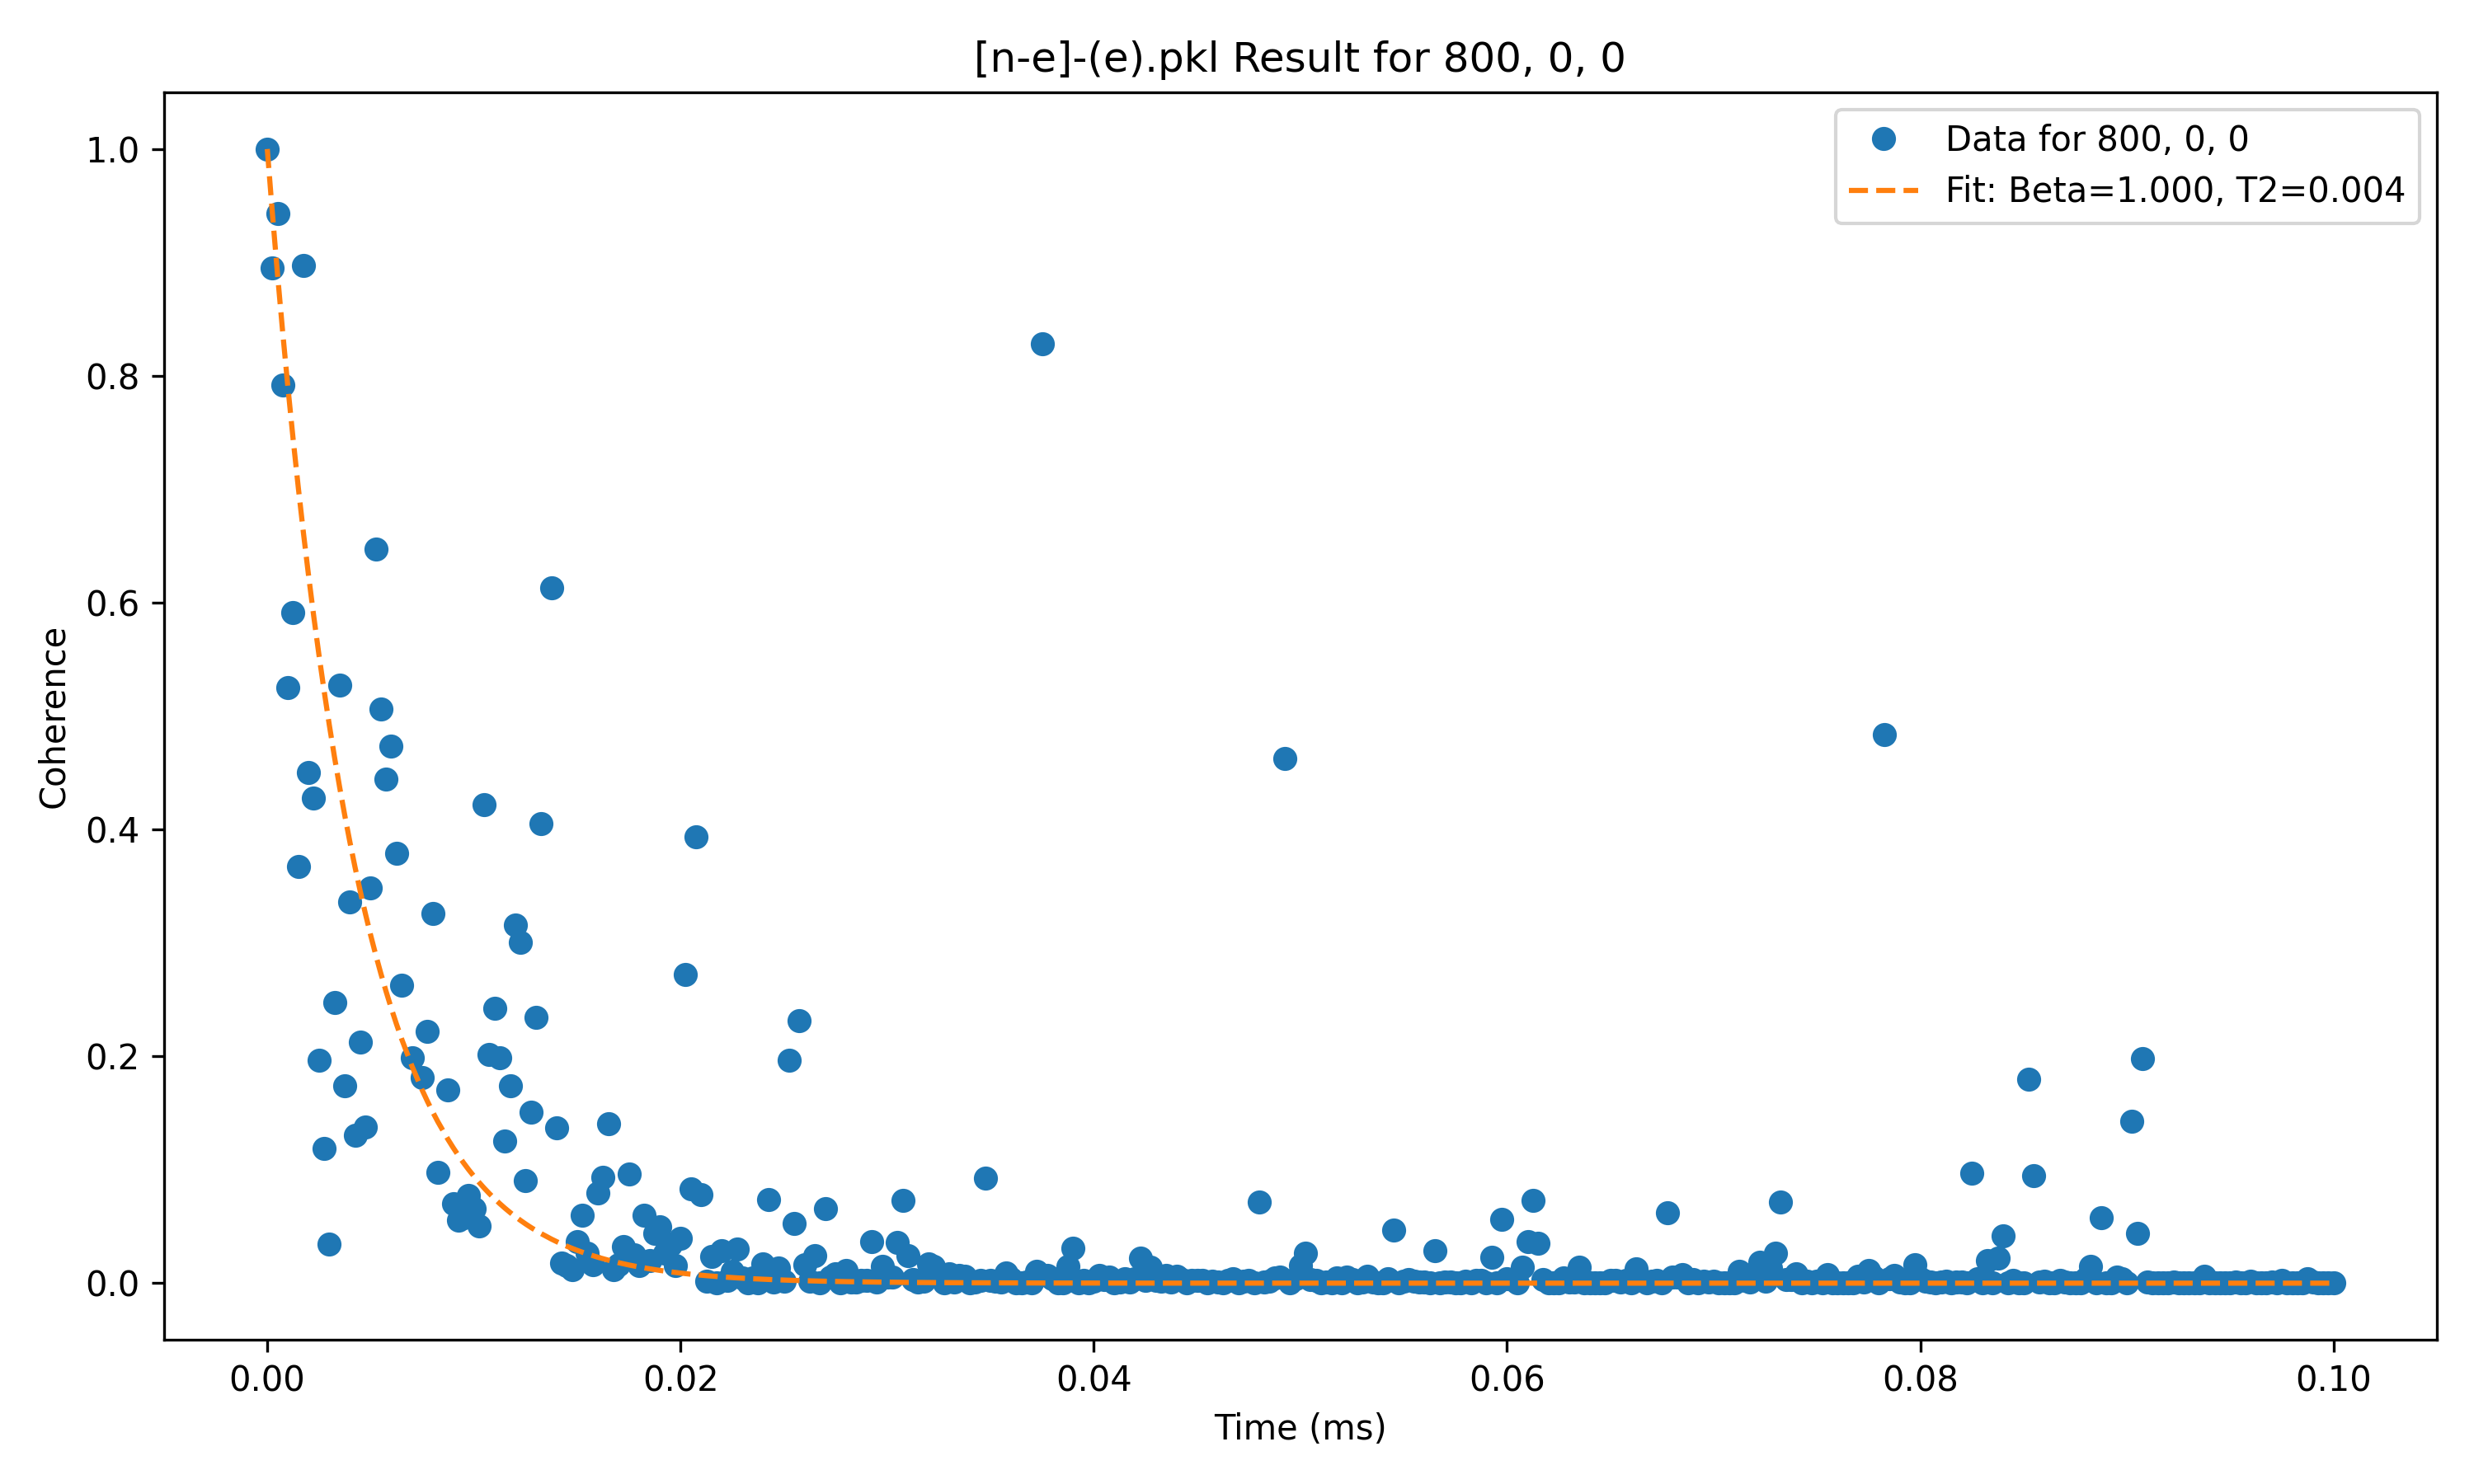 [n-e]-(e).pkl Result for 800, 0, 0
Data for 800, 0, 0
Fit: Beta=1.000, T2=0.004
Coherence
1.0
0.8
0.6
0.4
0.2
0.0
0.00 0.02 0.04 0.06 0.08 0.10
Time (ms)